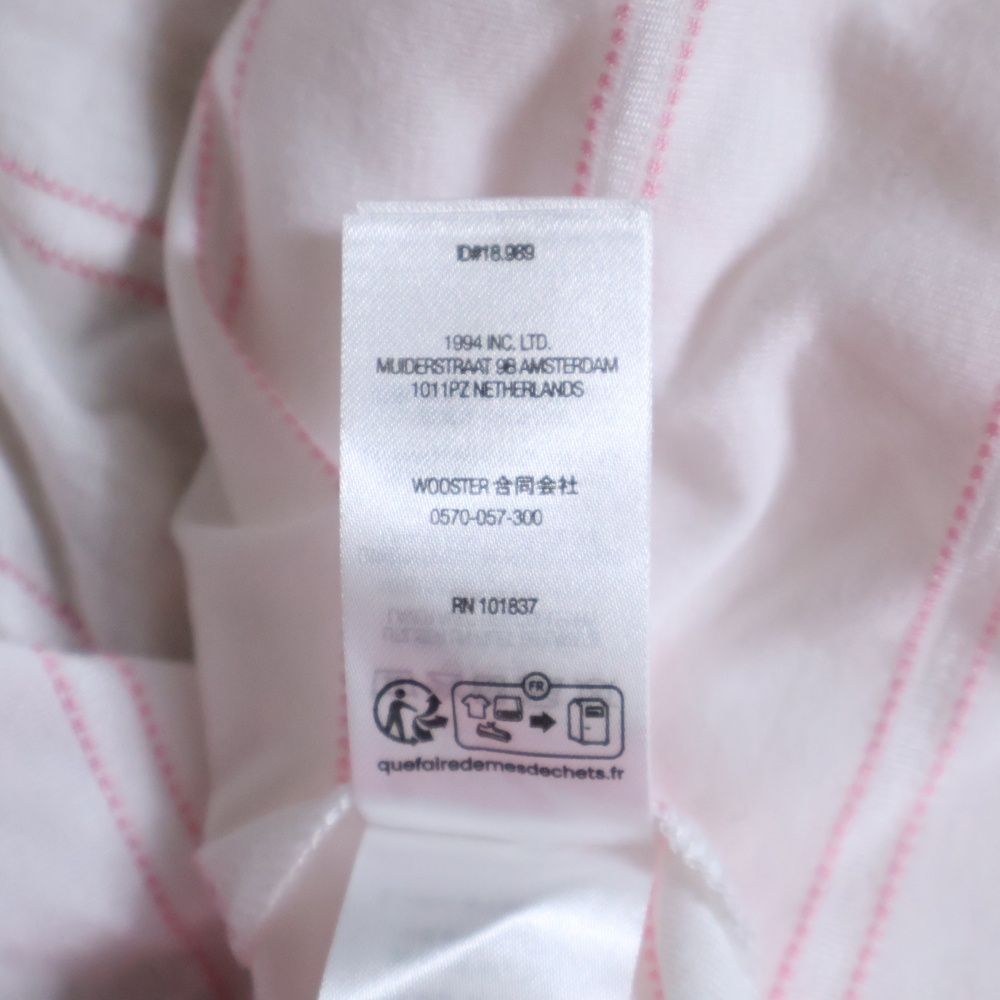 ID#18.989
1994 INC. LTD.
MUIDERSTRAAT 9B AMSTERDAM
1011PZ NETHERLANDS
WOOSTER 合同会社
0570-057-300
RN 101837
FR
quefairedemesdechets.fr